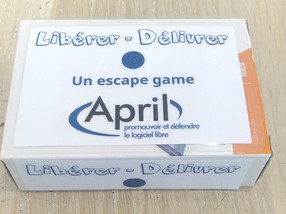 Libérer - Délivrer
Un escape game
April
promouvoir et défendre
le logiciel libre
Libérer - Délivrer